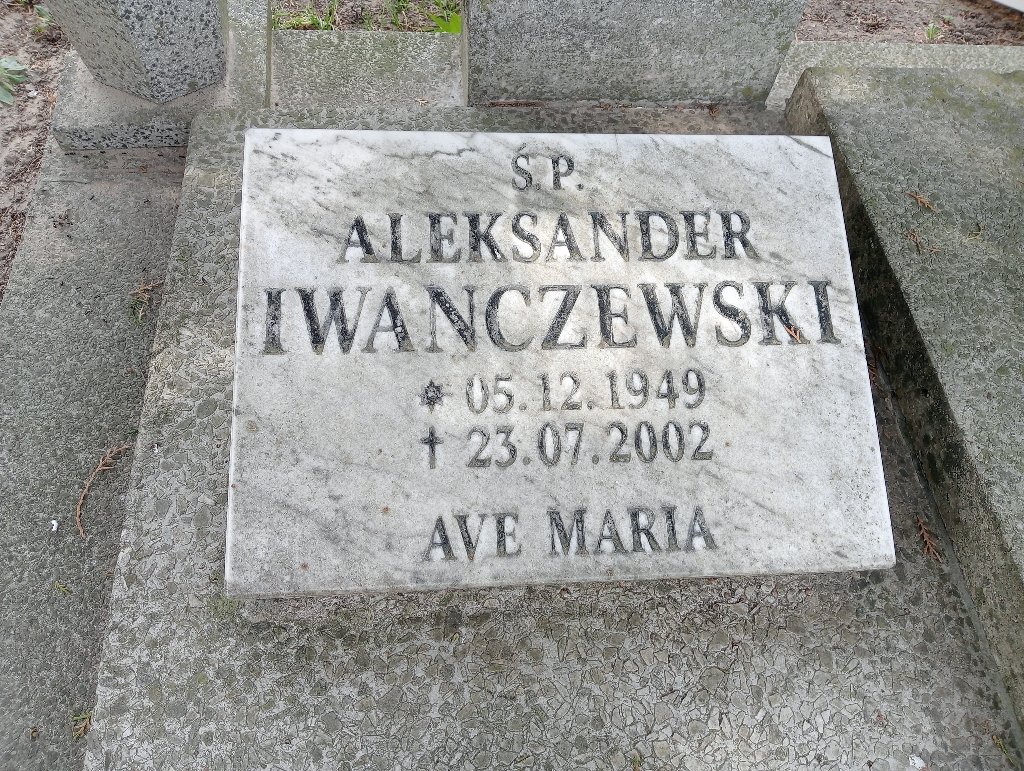 Ś.P.
ALEKSANDER
IWANCZEWSKI
* 05.12.1949
✝ 23.07.2002
AVE MARIA